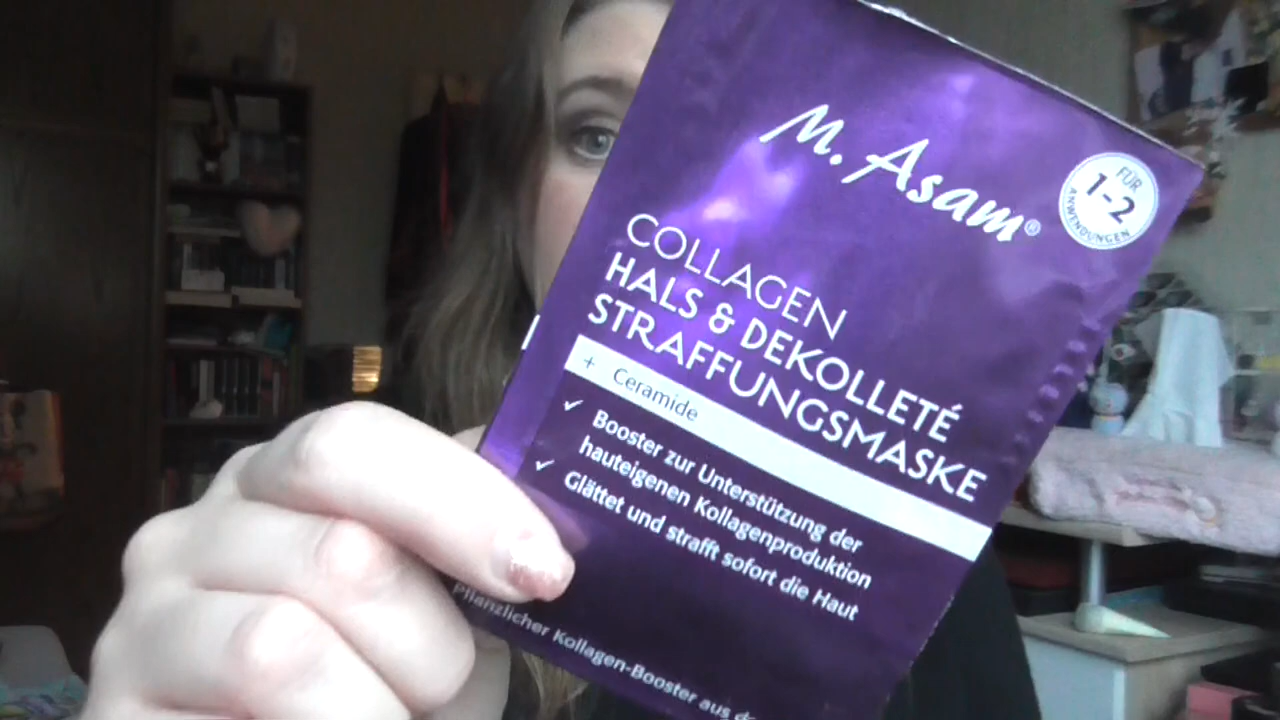 M. Asam®
FÜR
1-2
ANWENDUNGEN
COLLAGEN
HALS & DEKOLLETÉ
STRAFFUNGSMASKE
+ Ceramide
✓ Booster zur Unterstützung der
hauteigenen Kollagenproduktion
✓ Glättet und strafft sofort die Haut
Pflanzlicher Kollagen-Booster aus